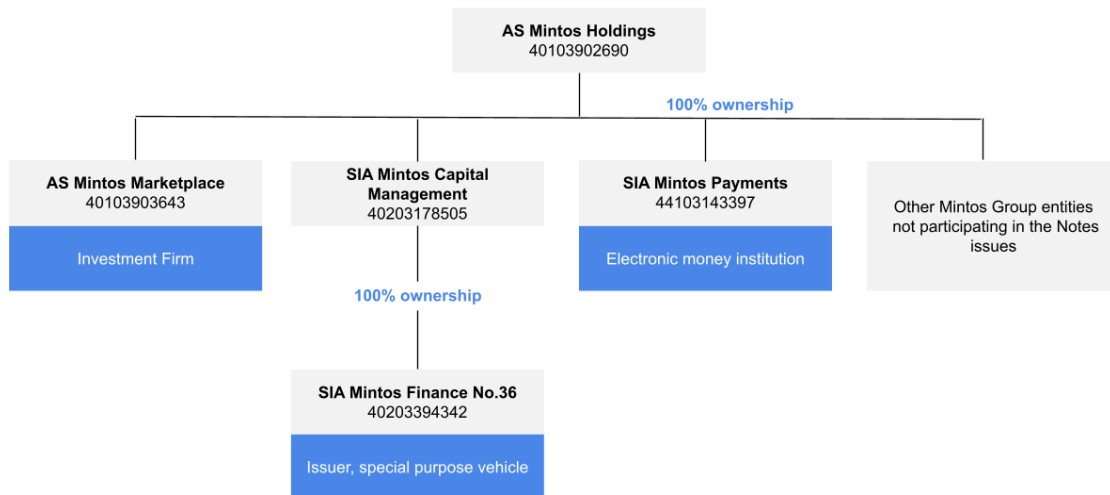 AS Mintos Holdings
40103902690
100% ownership
AS Mintos Marketplace
40103903643
Investment Firm
SIA Mintos Capital
Management
40203178505
SIA Mintos Payments
44103143397
Electronic money institution
Other Mintos Group entities
not participating in the Notes
issues
100% ownership
SIA Mintos Finance No.36
40203394342
Issuer, special purpose vehicle